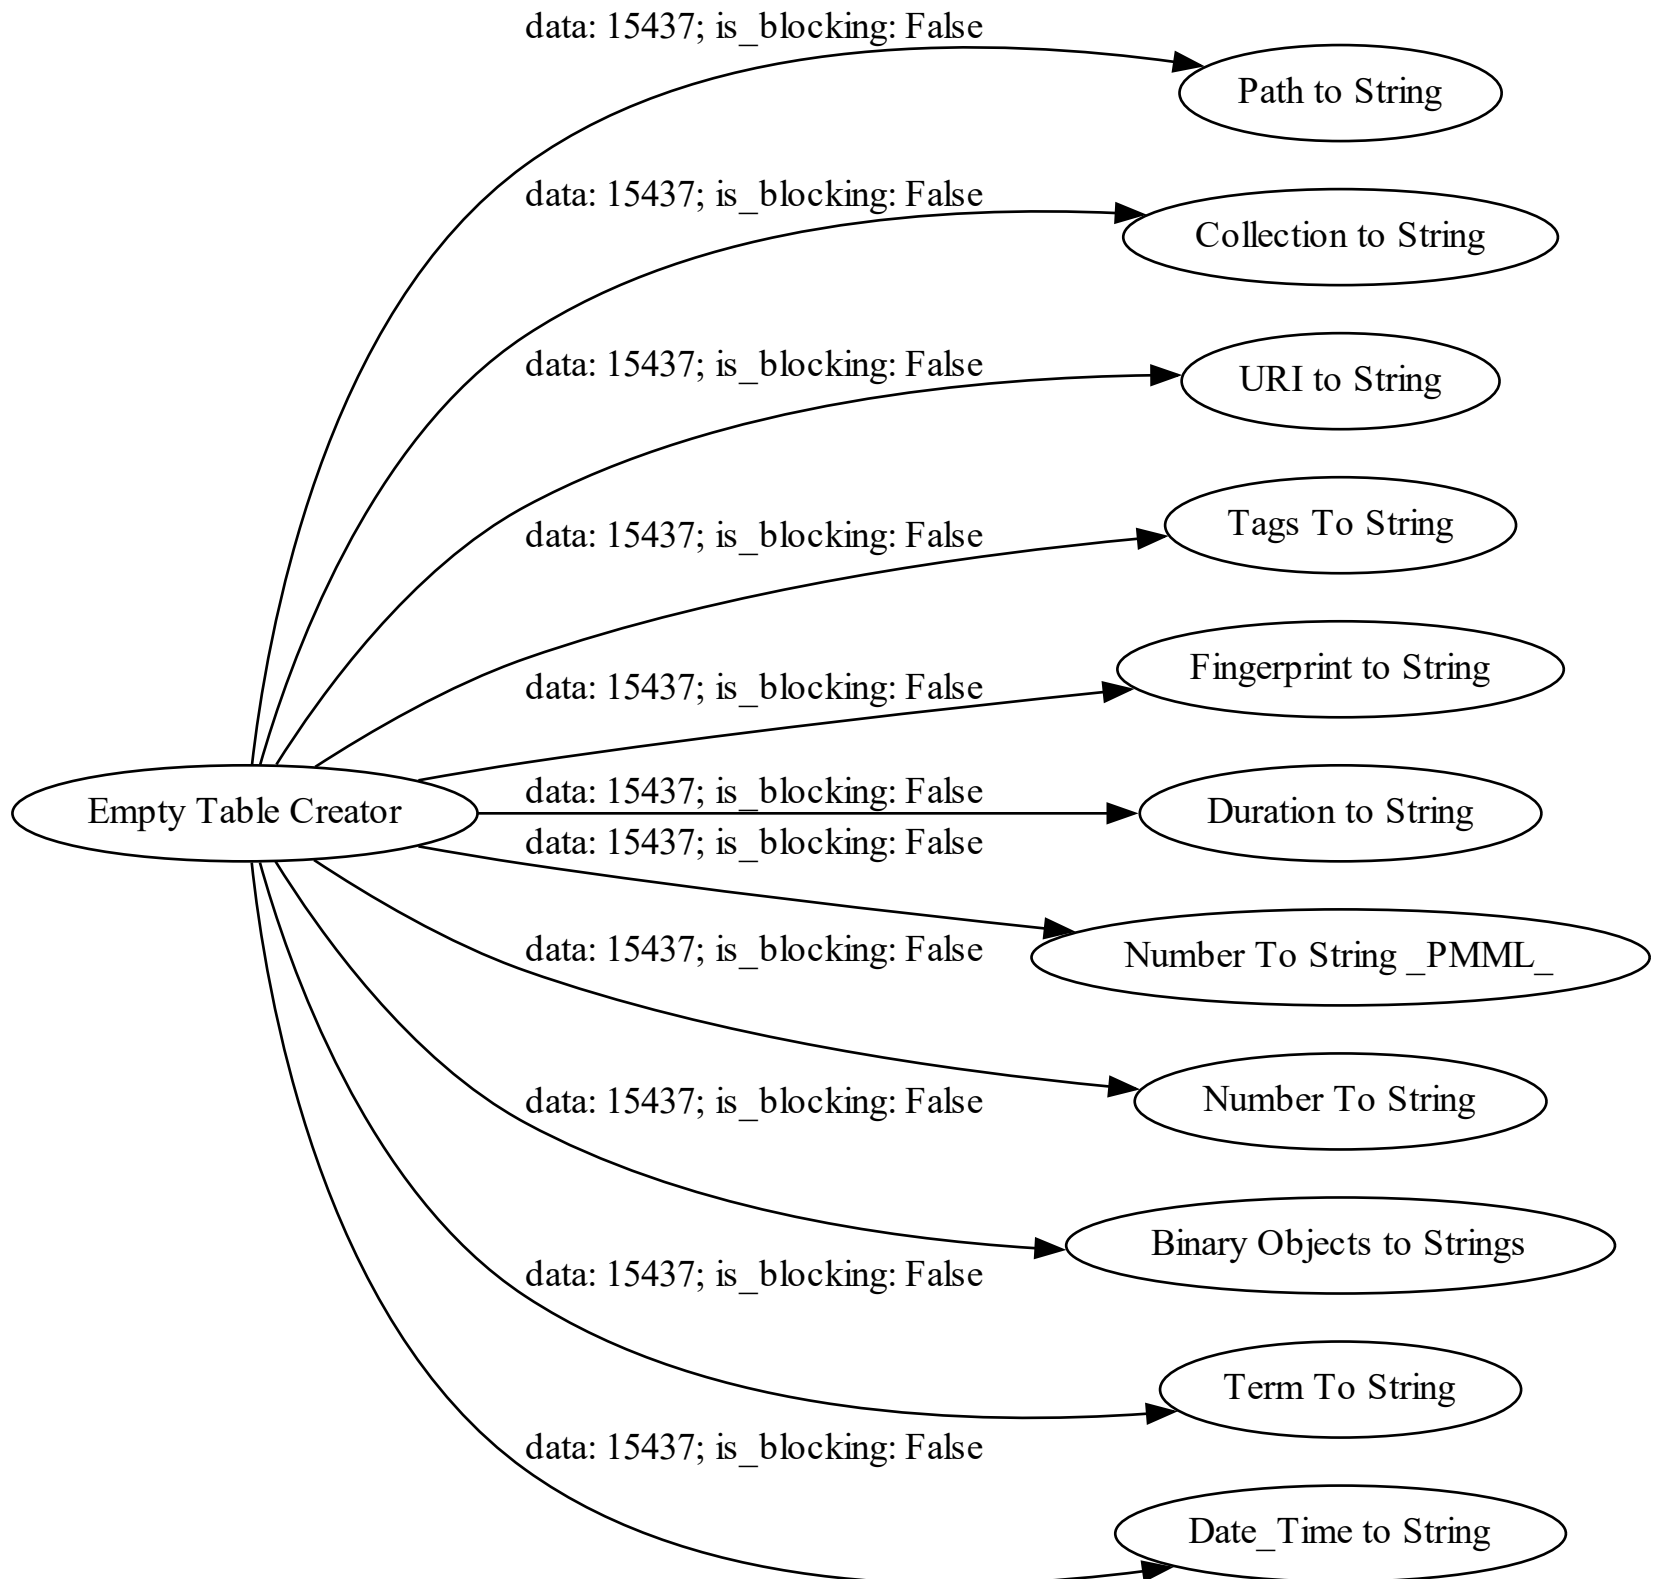 data: 15437; is_blocking: False
Path to String
data: 15437; is_blocking: False
Collection to String
data: 15437; is_blocking: False
URI to String
data: 15437; is_blocking: False
Tags To String
data: 15437; is_blocking: False
Fingerprint to String
data: 15437; is_blocking: False
Empty Table Creator
Duration to String
data: 15437; is_blocking: False
Number To String _PMML_
data: 15437; is_blocking: False
Number To String
data: 15437; is_blocking: False
Binary Objects to Strings
data: 15437; is_blocking: False
Term To String
data: 15437; is_blocking: False
Date_Time to String